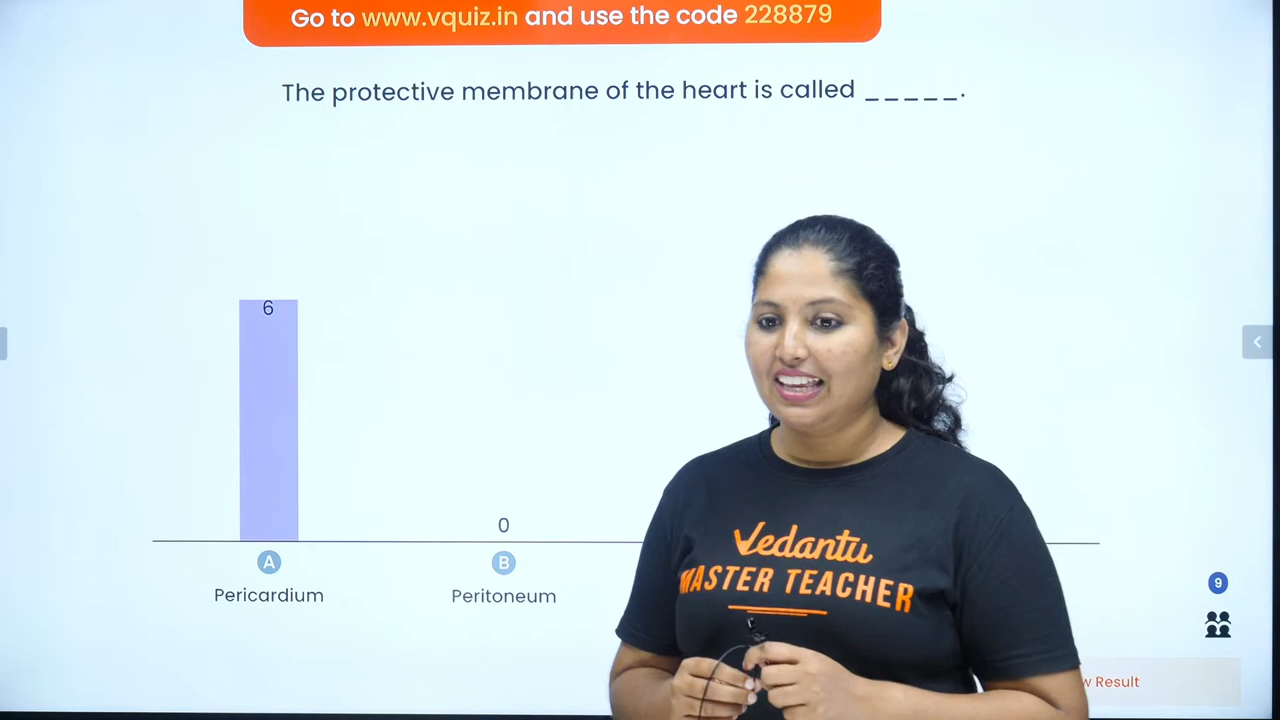 Go to www.vquiz.in and use the code 228879
The protective membrane of the heart is called _ _ _ _ _.
6
0
A
B
Pericardium
Peritoneum
Vedantu
MASTER TEACHER
9
Result